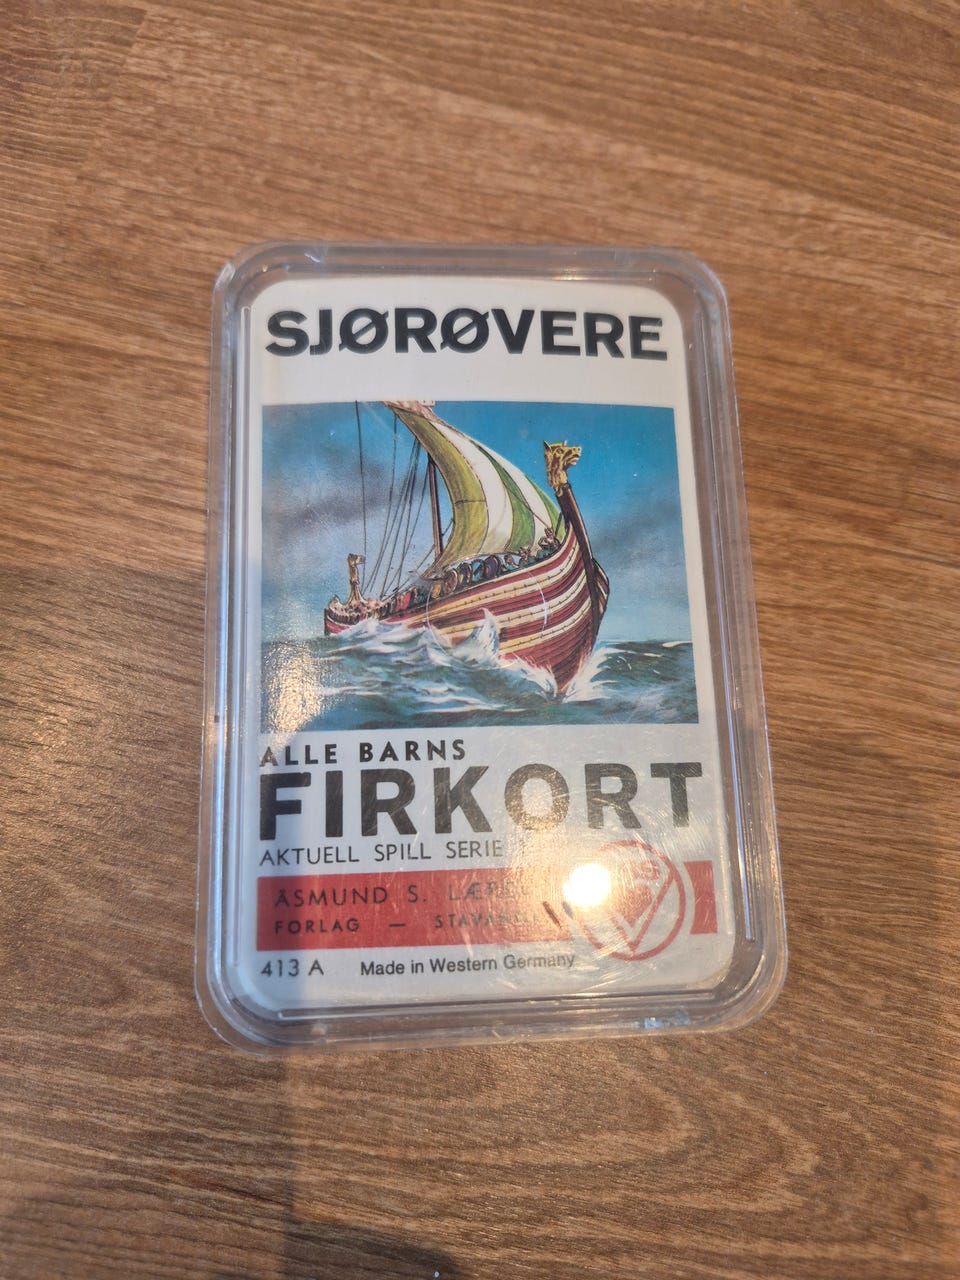 SJØRØVERE
ALLE BARNS
FIRKORT
AKTUELL SPILL SERIE
ÅSMUND S.
FORLAG —
413 A Made in Western Germany